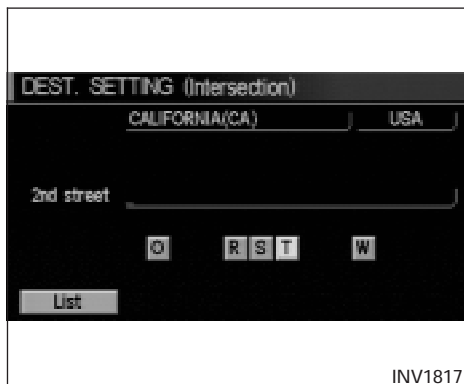 DEST. SETTING (Intersection)
CALIFORNIA(CA) USA
2nd street
O R S T W
List
INV1817